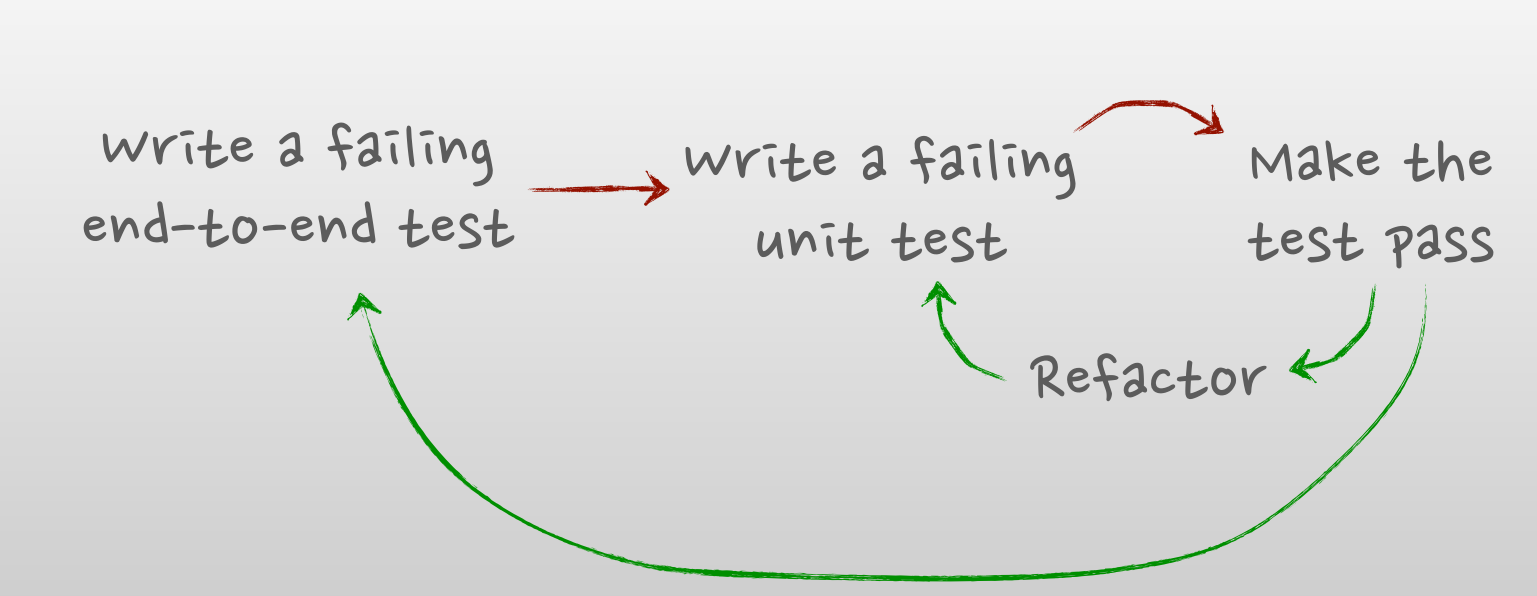 Write a failing
end-to-end test
Write a failing
unit test
Make the
test pass
Refactor